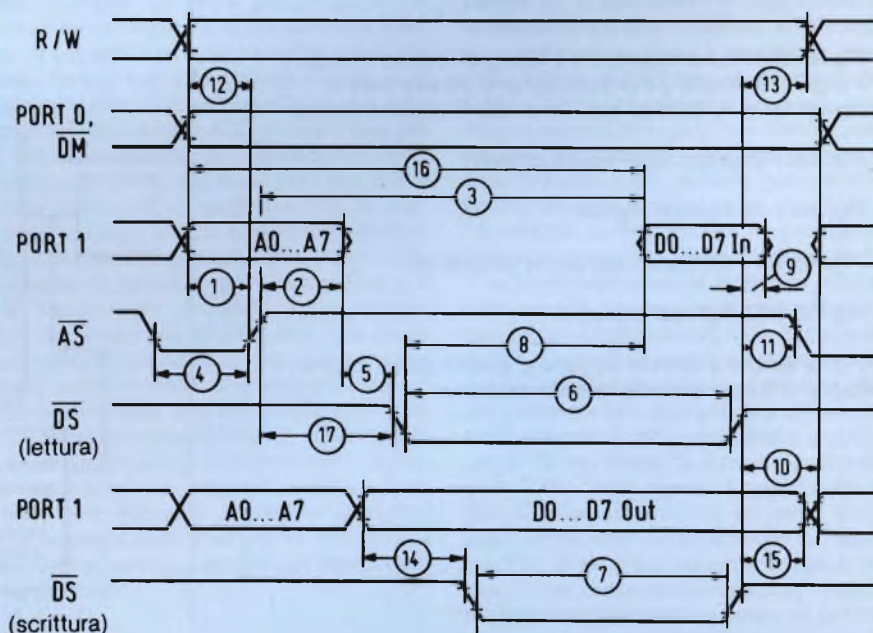 R/W
12
13
PORT 0,
DM
16
3
PORT 1
A0...A7
D0...D7 In
9
1
2
AS
8
11
4
5
6
DS
(lettura)
17
10
PORT 1
A0...A7
D0...D7 Out
14
7
15
DS
(scrittura)